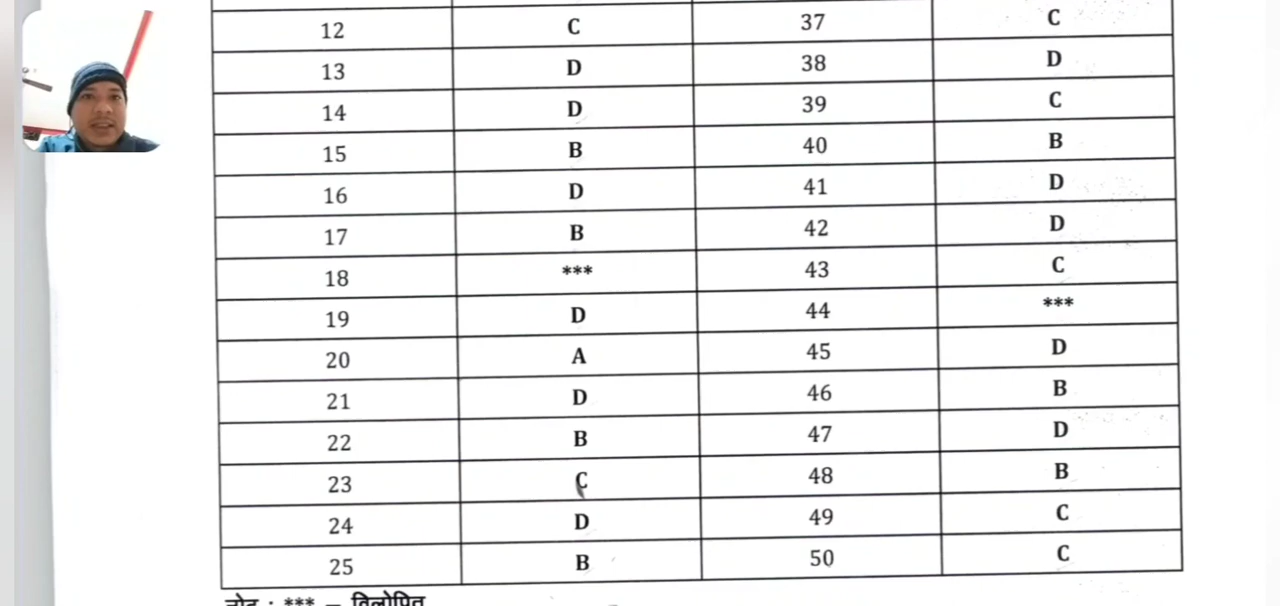 12 C 37 C
13 D 38 D
14 D 39 C
15 B 40 B
16 D 41 D
17 B 42 D
18 *** 43 C
19 D 44 ***
20 A 45 D
21 D 46 B
22 B 47 D
23 C 48 B
24 D 49 C
25 B 50 C
नोट : *** – विलोपित